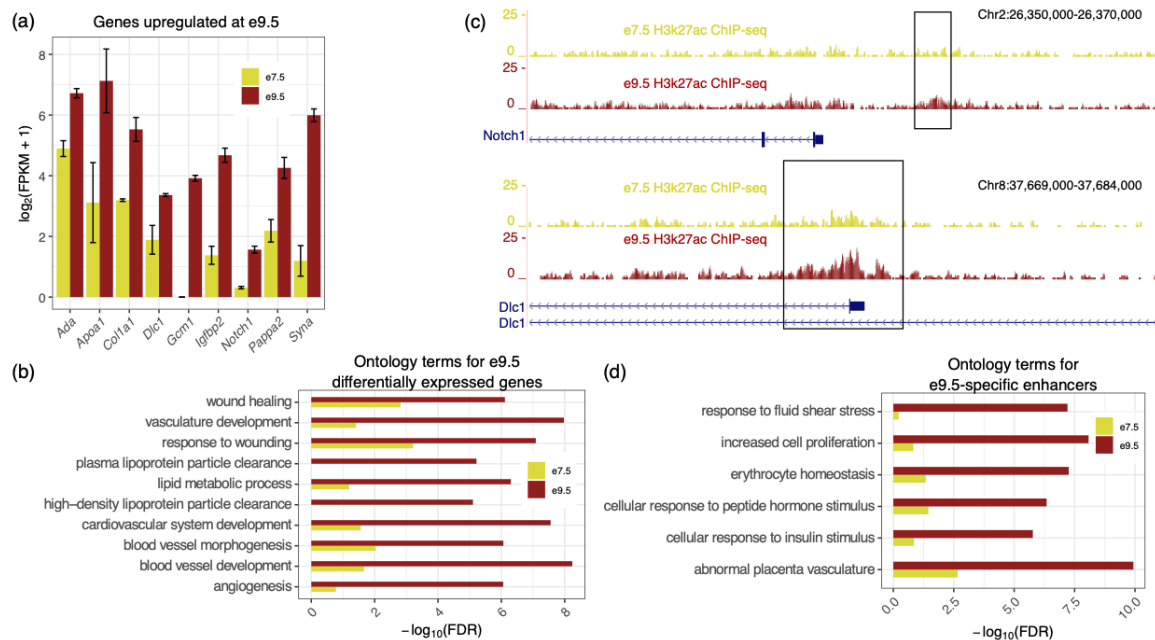 (a)
Genes upregulated at e9.5
log2(FPKM + 1)
8
6
4
2
0
e7.5
e9.5
Ada
Apoa1
Col1a1
Dlc1
Gcm1
Igfbp2
Notch1
Pappa2
Syna
(c)
Chr2:26,350,000-26,370,000
25
e7.5 H3k27ac ChIP-seq
0
25
e9.5 H3k27ac ChIP-seq
0
Notch1
25
e7.5 H3k27ac ChIP-seq
Chr8:37,669,000-37,684,000
0
25
e9.5 H3k27ac ChIP-seq
0
Dlc1
Dlc1
(b)
Ontology terms for e9.5
differentially expressed genes
wound healing
vasculature development
response to wounding
plasma lipoprotein particle clearance
lipid metabolic process
high−density lipoprotein particle clearance
cardiovascular system development
blood vessel morphogenesis
blood vessel development
angiogenesis
e7.5
e9.5
0 2 4 6 8
−log10(FDR)
(d)
Ontology terms for
e9.5-specific enhancers
response to fluid shear stress
increased cell proliferation
erythrocyte homeostasis
cellular response to peptide hormone stimulus
cellular response to insulin stimulus
abnormal placenta vasculature
e7.5
e9.5
0.0 2.5 5.0 7.5 10.0
−log10(FDR)